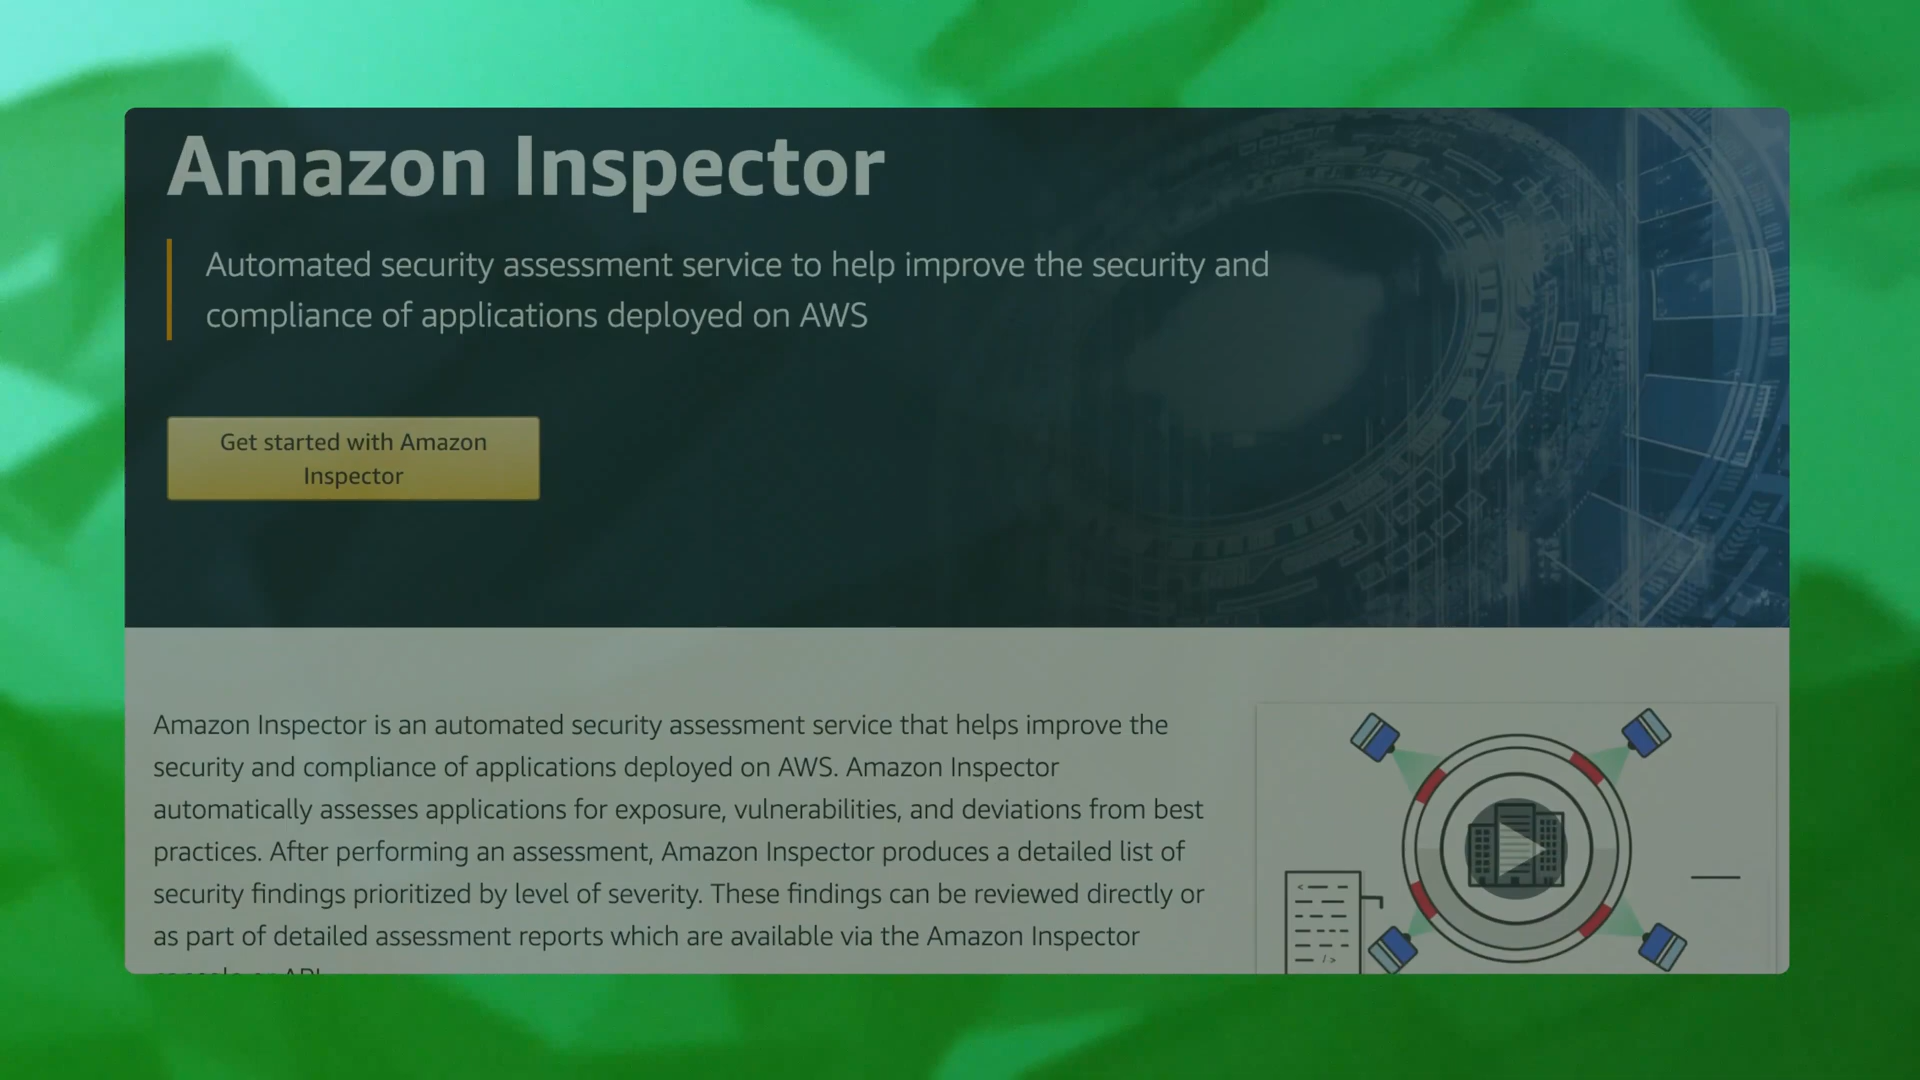 Amazon Inspector
Automated security assessment service to help improve the security and
compliance of applications deployed on AWS
Get started with Amazon
Inspector
Amazon Inspector is an automated security assessment service that helps improve the
security and compliance of applications deployed on AWS. Amazon Inspector
automatically assesses applications for exposure, vulnerabilities, and deviations from best
practices. After performing an assessment, Amazon Inspector produces a detailed list of
security findings prioritized by level of severity. These findings can be reviewed directly or
as part of detailed assessment reports which are available via the Amazon Inspector